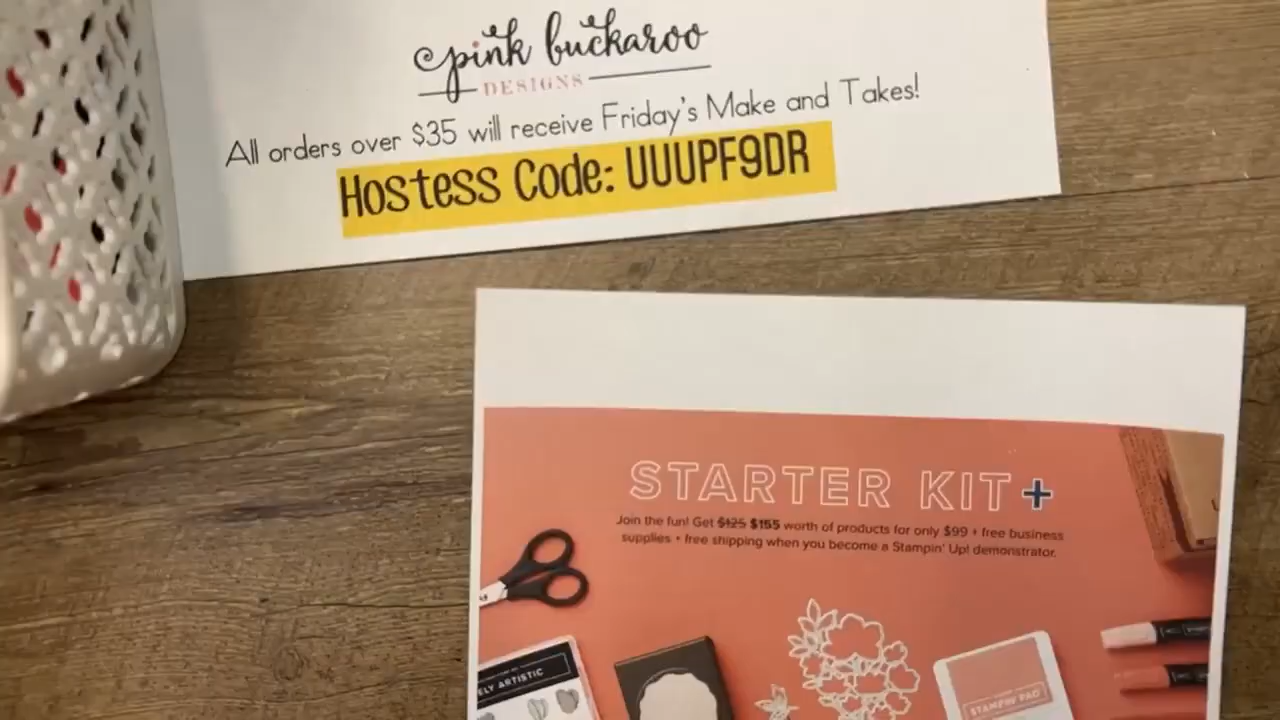 pink buckaroo
DESIGNS
All orders over $35 will receive Friday's Make and Takes!
Hostess Code: UUUPF9DR
STARTER KIT+
Join the fun! Get $125 $155 worth of products for only $99 + free business
supplies + free shipping when you become a Stampin' Up! demonstrator.
ELY ARTISTIC
STAMPIN' PAD